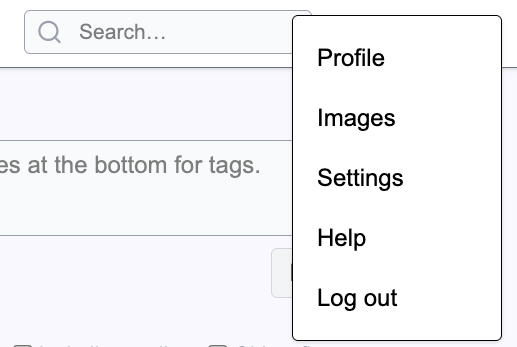 Search…
Profile
Images
es at the bottom for tags.
Settings
Help
Log out